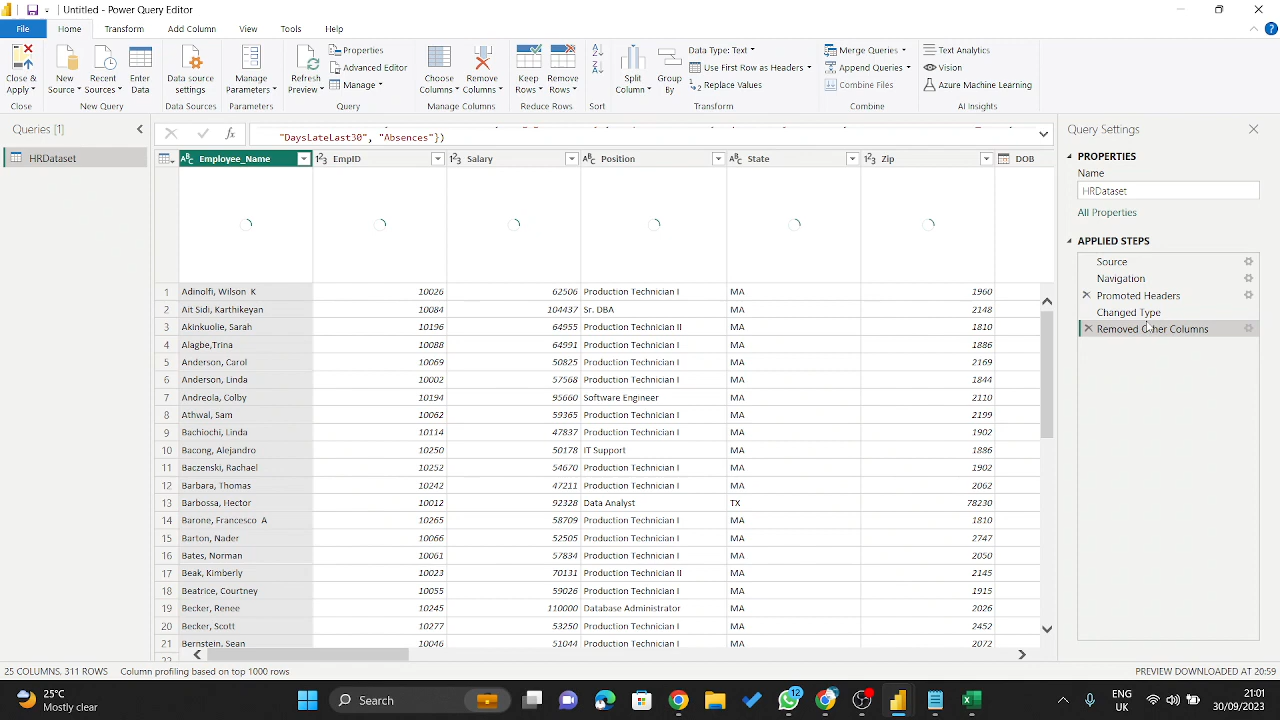 Untitled - Power Query Editor
File Home Transform Add Column View Tools Help
Close & Apply New Source Recent Sources Enter Data Data source settings Manage Parameters Refresh Preview Properties Advanced Editor Manage Choose Columns Remove Columns Keep Rows Remove Rows Split Column Group by Data Type: Text Use First Row as Headers Replace Values Merge Queries Append Queries Combine Files Text Analytics Vision Azure Machine Learning
Close New Query Data Sources Parameters Query Manage Columns Reduce Rows Sort Transform Combine AI Insights
Queries [1]
HRDataset
"DaysLateLast30", "Absences"})
Employee_Name EmpID Salary Position State Zip DOB
1 Adinolfi, Wilson K 10026 62506 Production Technician I MA 1960
2 Ait Sidi, Karthikeyan 10084 104437 Sr. DBA MA 2148
3 Akinkuolie, Sarah 10196 64955 Production Technician II MA 1810
4 Alagbe,Trina 10088 64991 Production Technician I MA 1886
5 Anderson, Carol 10069 50825 Production Technician I MA 2169
6 Anderson, Linda 10002 57568 Production Technician I MA 1844
7 Andreola, Colby 10194 95660 Software Engineer MA 2110
8 Athwal, Sam 10062 59365 Production Technician I MA 2199
9 Bachiochi, Linda 10114 47837 Production Technician I MA 1902
10 Bacong, Alejandro 10250 50178 IT Support MA 1886
11 Baczenski, Rachael 10252 54670 Production Technician I MA 1902
12 Barbara, Thomas 10242 47211 Production Technician I MA 2062
13 Barbossa, Hector 10012 92328 Data Analyst TX 78230
14 Barone, Francesco A 10265 58709 Production Technician I MA 1810
15 Barton, Nader 10066 52505 Production Technician I MA 2747
16 Bates, Norman 10061 57834 Production Technician I MA 2050
17 Beak, Kimberly 10023 70131 Production Technician II MA 2145
18 Beatrice, Courtney 10055 59026 Production Technician I MA 1915
19 Becker, Renee 10245 110000 Database Administrator MA 2026
20 Becker, Scott 10277 53250 Production Technician I MA 2452
21 Bernstein, Sean 10046 51044 Production Technician I MA 2072
Query Settings
PROPERTIES
Name
HRDataset
All Properties
APPLIED STEPS
Source
Navigation
Promoted Headers
Changed Type
Removed Other Columns
25 COLUMNS, 311 ROWS Column profiling based on top 1000 rows PREVIEW DOWNLOADED AT 20:59
25°C
Mostly clear
Search
12
ENG
UK
21:01
30/09/2023